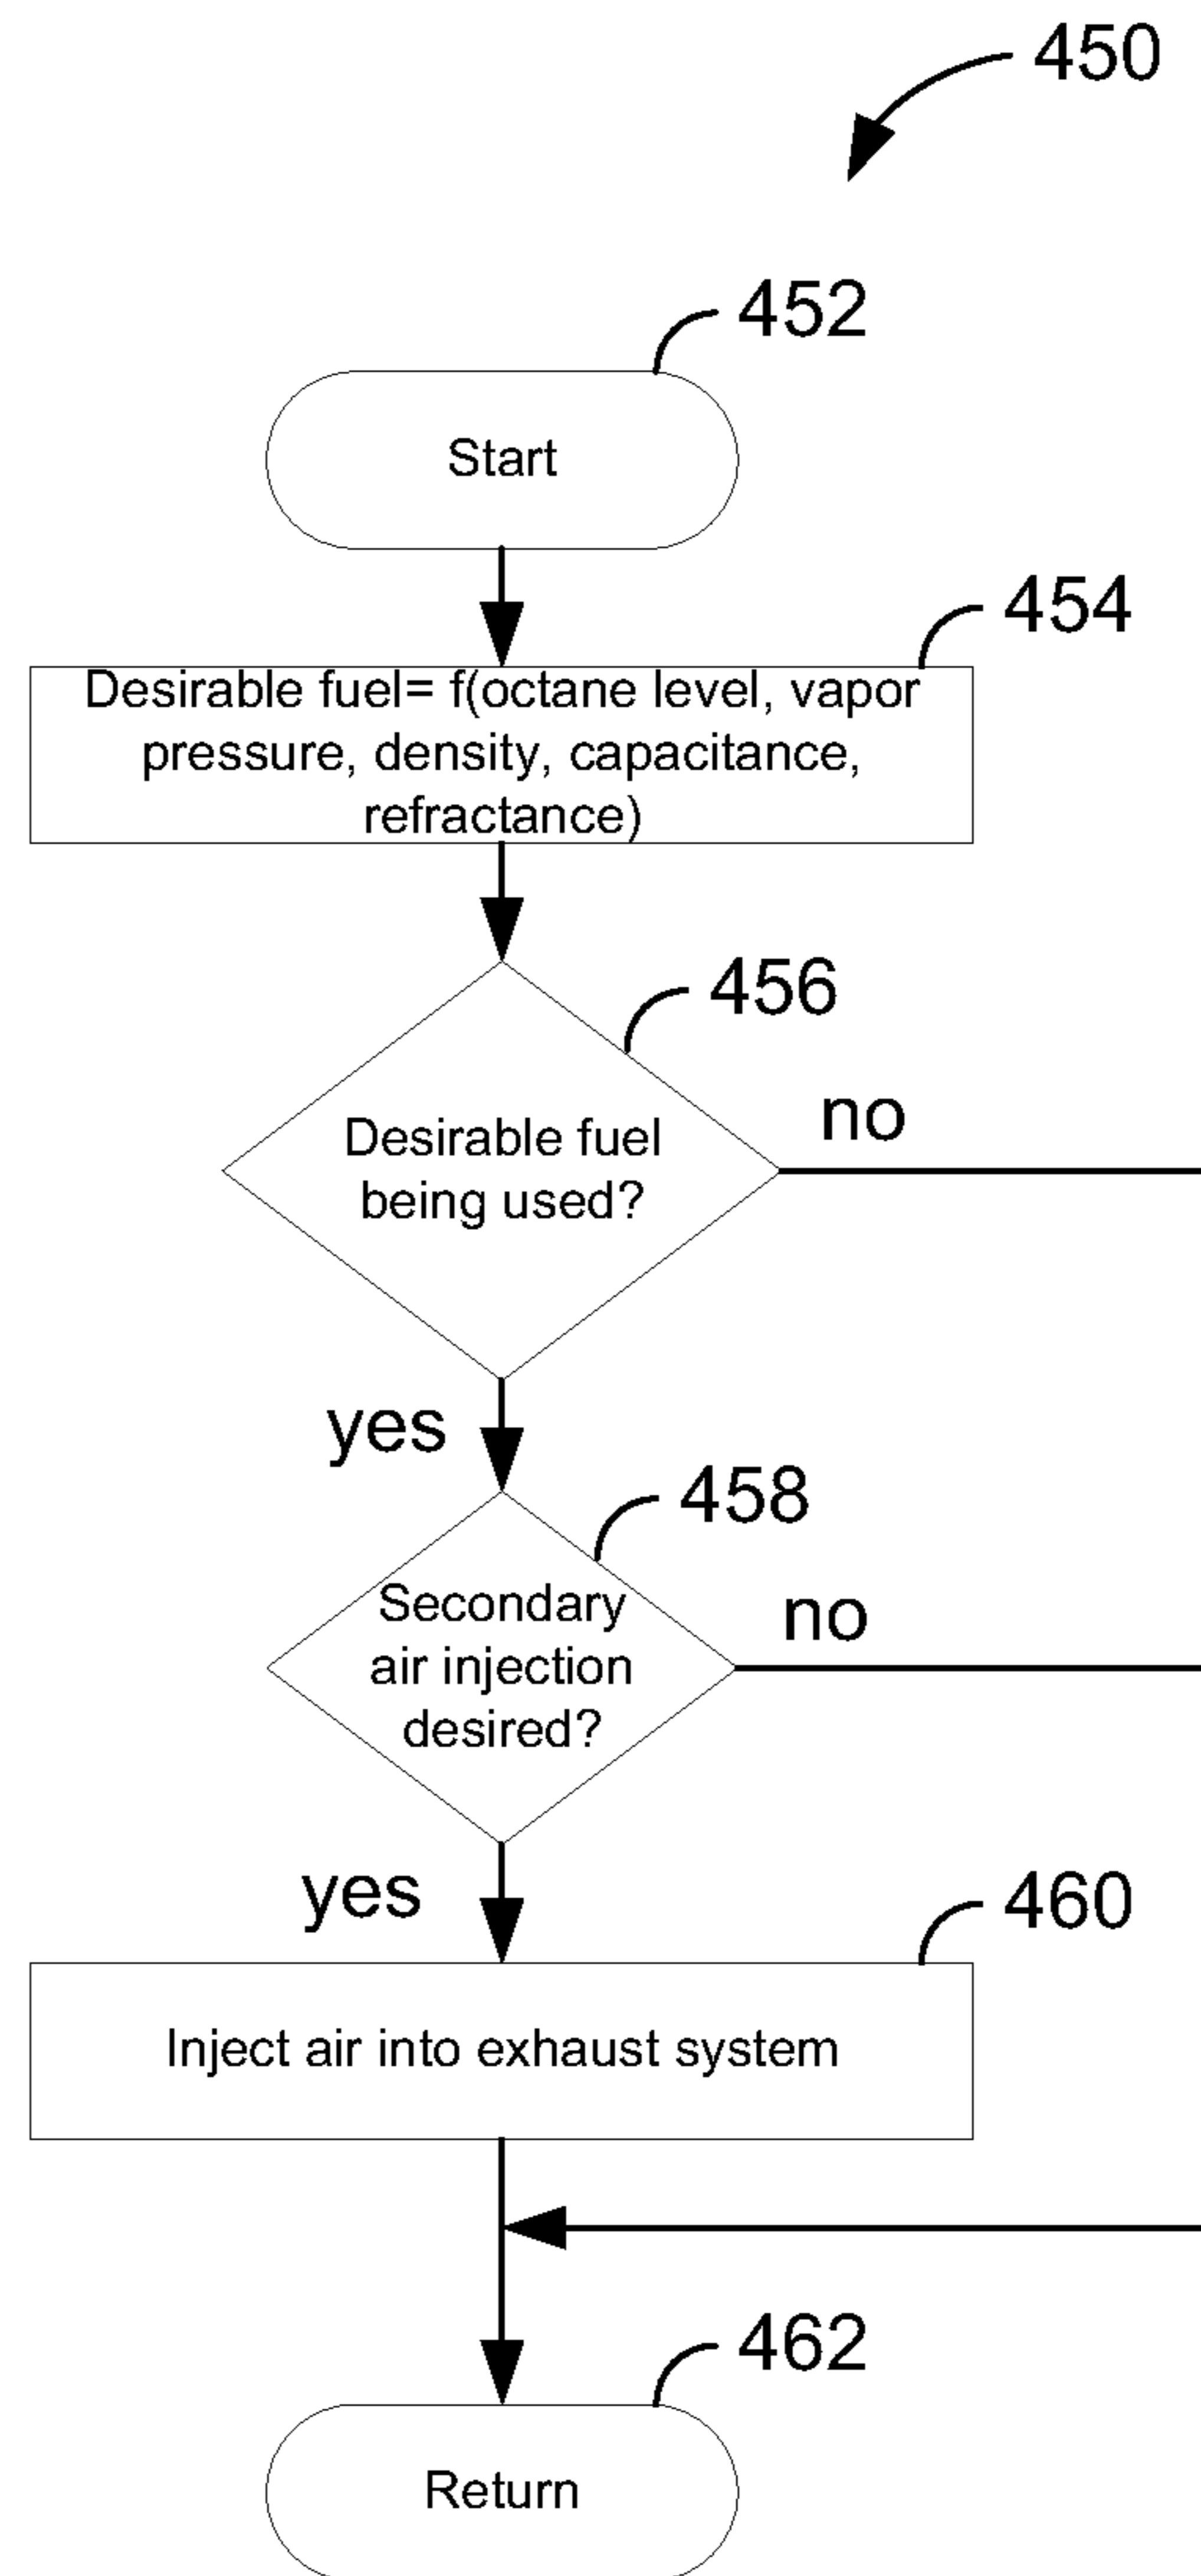 450
452
Start
454
Desirable fuel= f(octane level, vapor
pressure, density, capacitance,
refractance)
456
Desirable fuel
being used?
no
yes
458
Secondary
air injection
desired?
no
yes
460
Inject air into exhaust system
462
Return